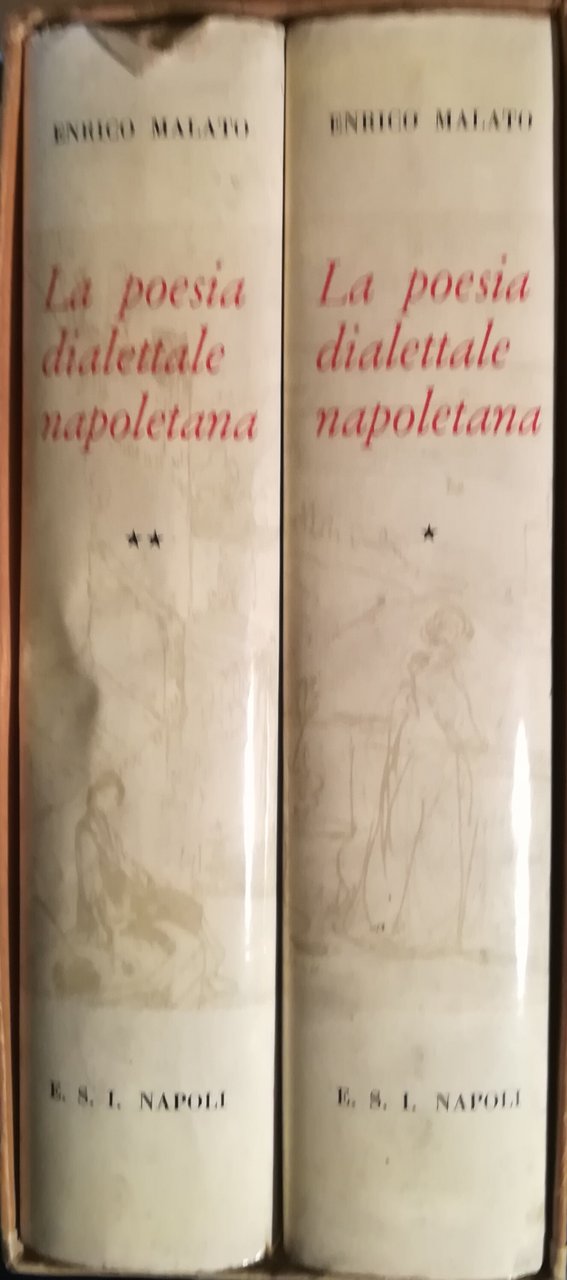 ENRICO MALATO
La poesia
dialettale
napoletana
★★
E. S. I. NAPOLI
ENRICO MALATO
La poesia
dialettale
napoletana
★
E. S. I. NAPOLI